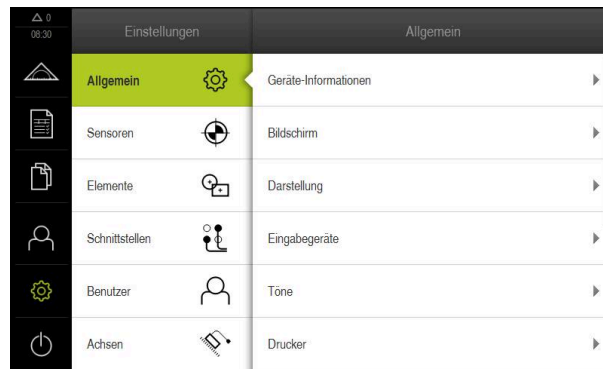 0
08:30
Einstellungen
Allgemein
Allgemein
Geräte-Informationen
Sensoren
Bildschirm
Elemente
Darstellung
Schnittstellen
Eingabegeräte
Benutzer
Töne
Achsen
Drucker